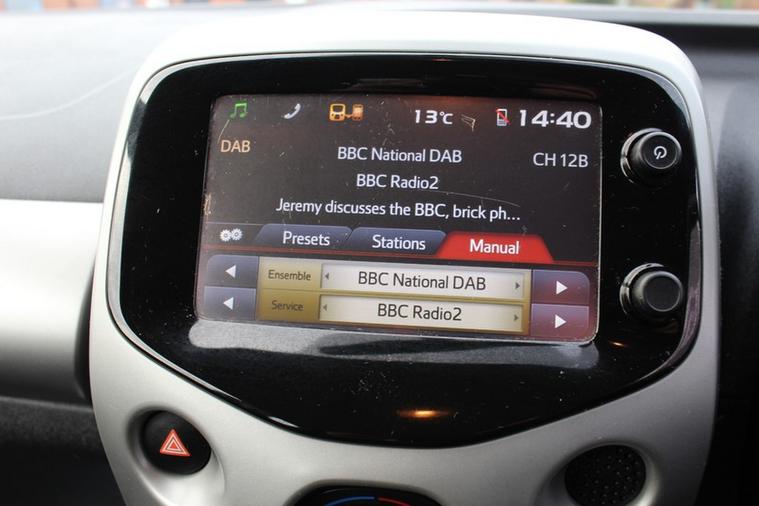 13°C 14:40
DAB BBC National DAB CH 12B
BBC Radio2
Jeremy discusses the BBC, brick ph...
Presets Stations Manual
Ensemble BBC National DAB
Service BBC Radio2